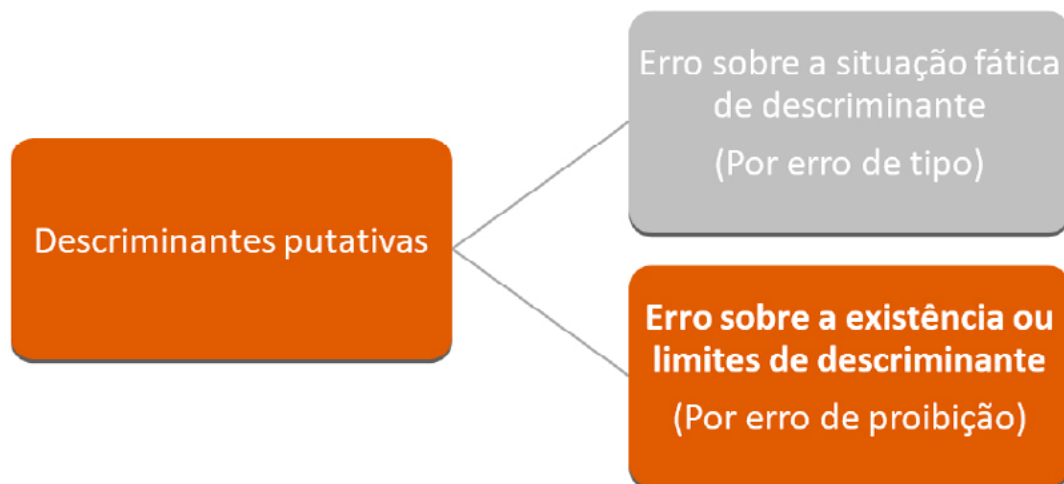 Descriminantes putativas
Erro sobre a situação fática
de descriminante
(Por erro de tipo)
Erro sobre a existência ou
limites de descriminante
(Por erro de proibição)